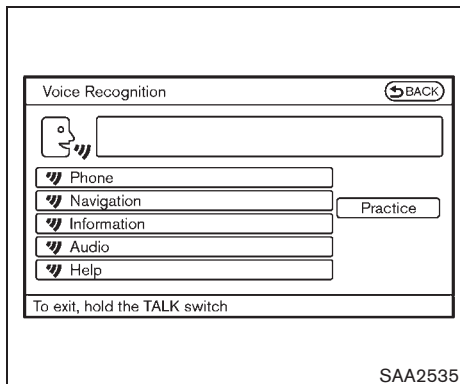 Voice Recognition
BACK
Phone
Navigation
Practice
Information
Audio
Help
To exit, hold the TALK switch
SAA2535